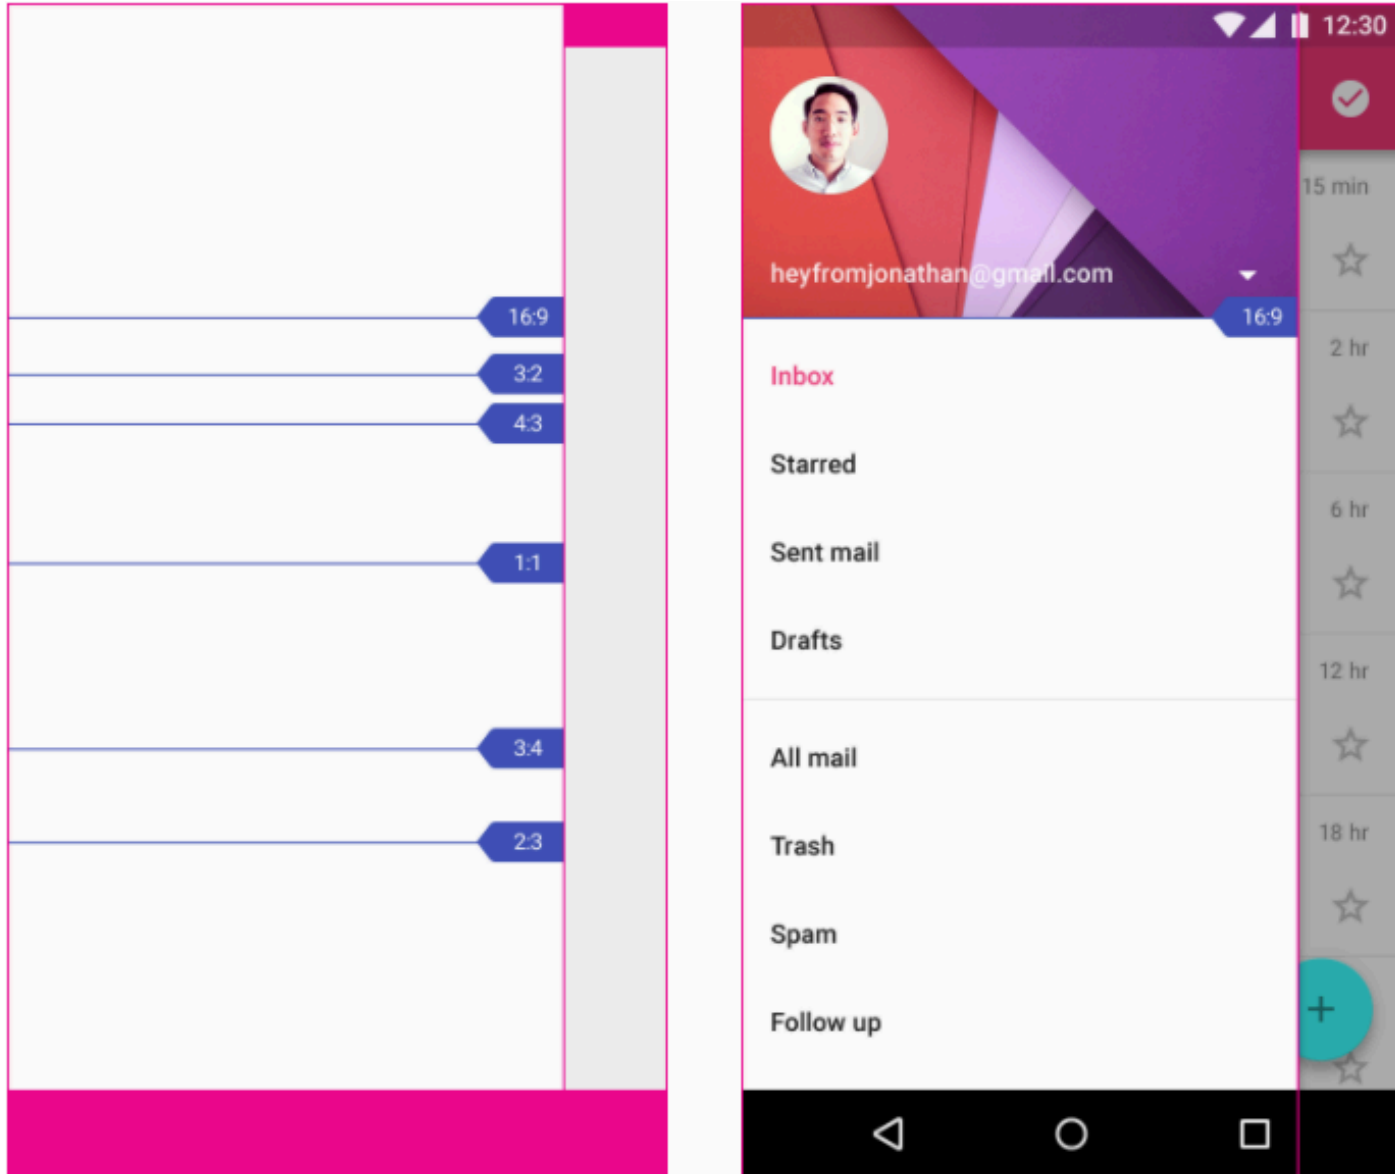 16:9
3:2
4:3
1:1
3:4
2:3
12:30
15 min
heyfromjonathan@gmail.com
16:9
Inbox
2 hr
Starred
6 hr
Sent mail
Drafts
12 hr
All mail
18 hr
Trash
Spam
Follow up